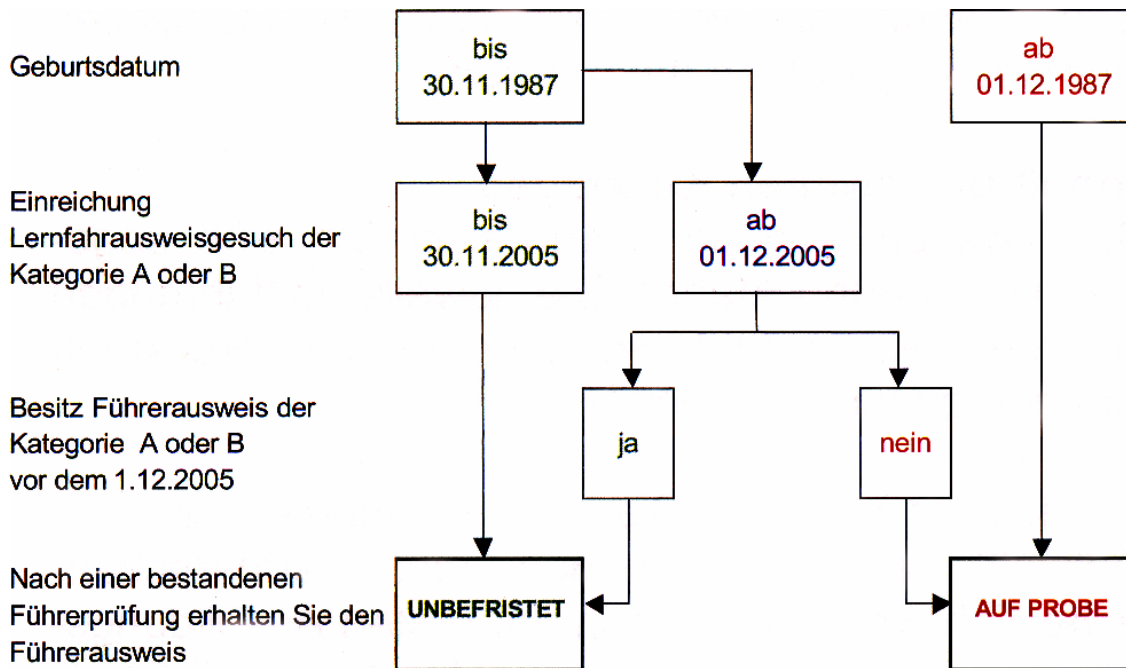 Geburtsdatum
bis
30.11.1987
ab
01.12.1987
Einreichung
Lernfahrausweisgesuch der
Kategorie A oder B
bis
30.11.2005
ab
01.12.2005
Besitz Führerausweis der
Kategorie A oder B
vor dem 1.12.2005
ja
nein
Nach einer bestandenen
Führerprüfung erhalten Sie den
Führerausweis
UNBEFRISTET
AUF PROBE